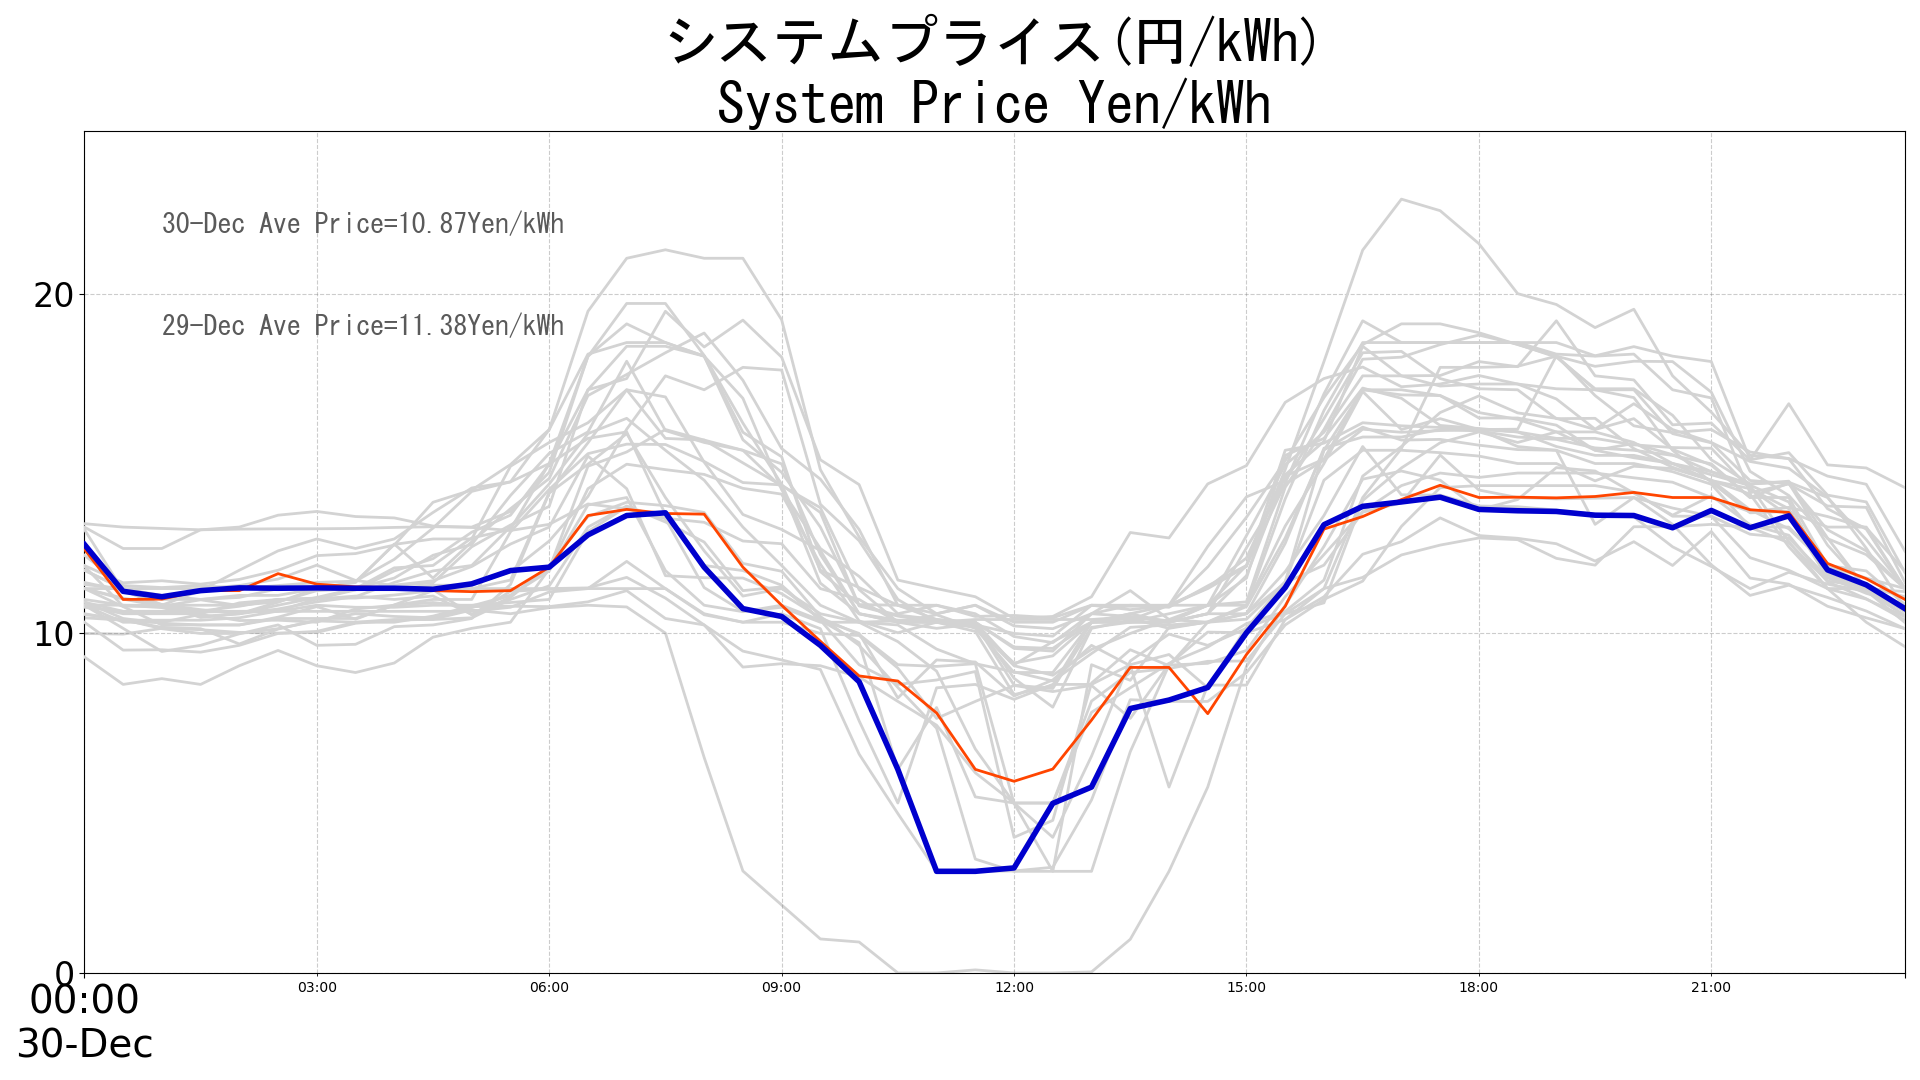 システムプライス(円/kWh)
System Price Yen/kWh
30-Dec Ave Price=10.87Yen/kWh
29-Dec Ave Price=11.38Yen/kWh
20
10
0
00:00
03:00
06:00
09:00
12:00
15:00
18:00
21:00
30-Dec